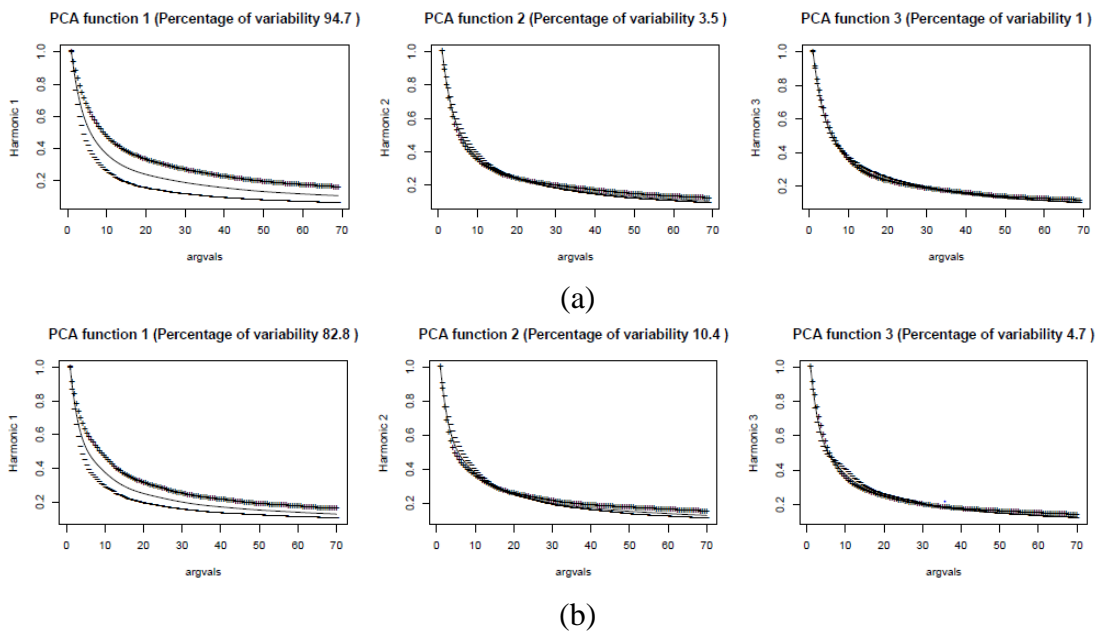 PCA function 1 (Percentage of variability 94.7 )
PCA function 2 (Percentage of variability 3.5 )
PCA function 3 (Percentage of variability 1 )
Harmonic 1
1.0
0.8
0.6
0.4
0.2
0 10 20 30 40 50 60 70
argvals
Harmonic 2
1.0
0.8
0.6
0.4
0.2
0 10 20 30 40 50 60 70
argvals
Harmonic 3
1.0
0.8
0.6
0.4
0.2
0 10 20 30 40 50 60 70
argvals
(a)
PCA function 1 (Percentage of variability 82.8 )
PCA function 2 (Percentage of variability 10.4 )
PCA function 3 (Percentage of variability 4.7 )
Harmonic 1
1.0
0.8
0.6
0.4
0.2
0 10 20 30 40 50 60 70
argvals
Harmonic 2
1.0
0.8
0.6
0.4
0.2
0 10 20 30 40 50 60 70
argvals
Harmonic 3
1.0
0.8
0.6
0.4
0.2
0 10 20 30 40 50 60 70
argvals
(b)